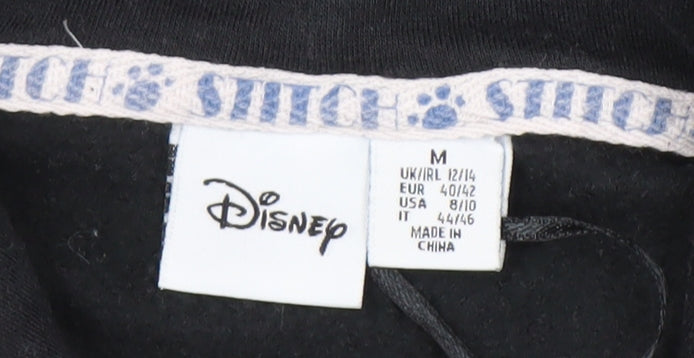 STITCH STITCH STITCH
Disney
M
UK/IRL 12/14
EUR 40/42
USA 8/10
IT 44/46
MADE IN
CHINA